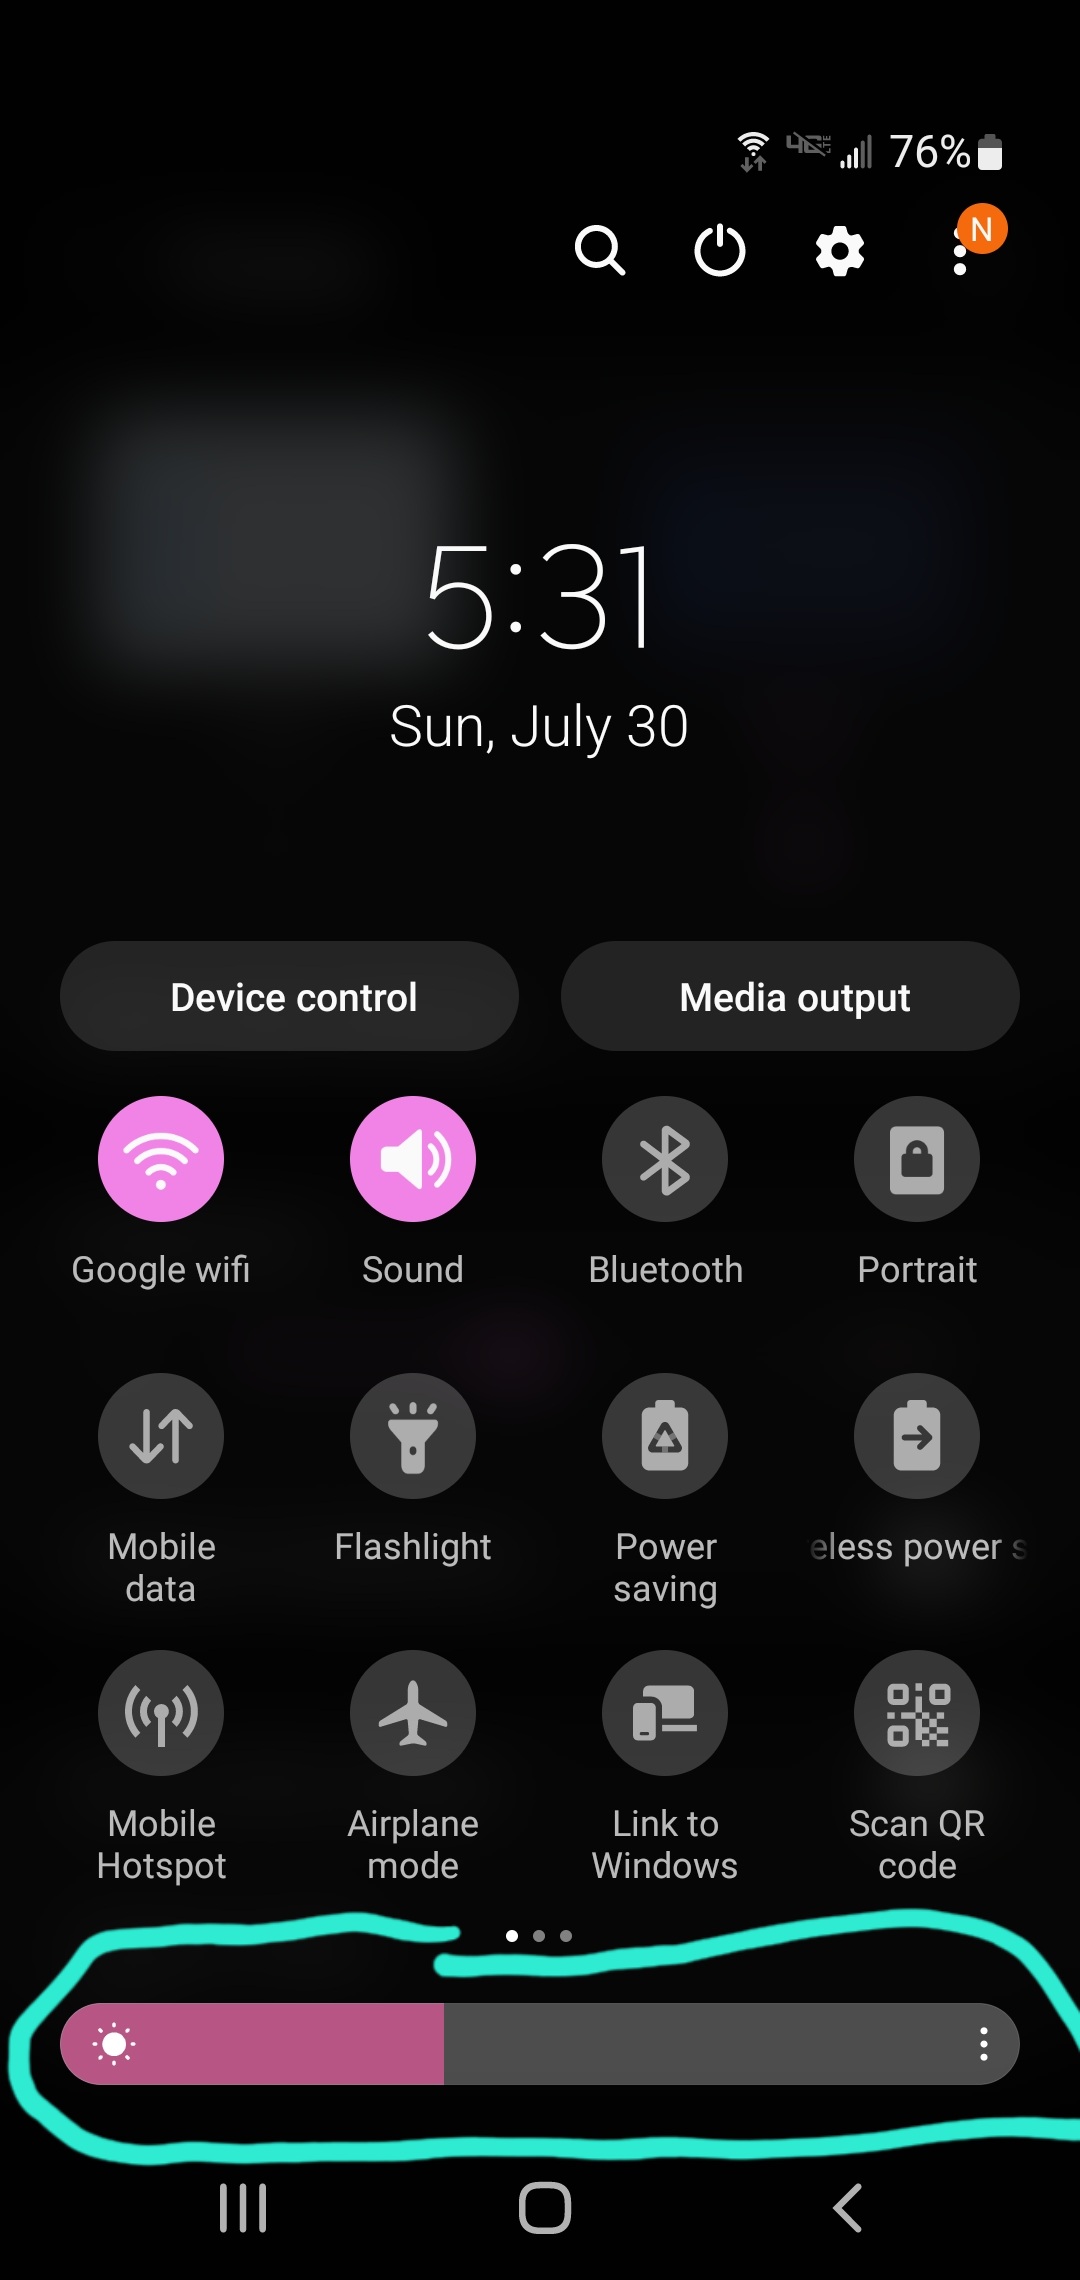 76%
N
5:31
Sun, July 30
Device control
Media output
Google wifi
Sound
Bluetooth
Portrait
Mobile
data
Flashlight
Power
saving
eless power s
Mobile
Hotspot
Airplane
mode
Link to
Windows
Scan QR
code